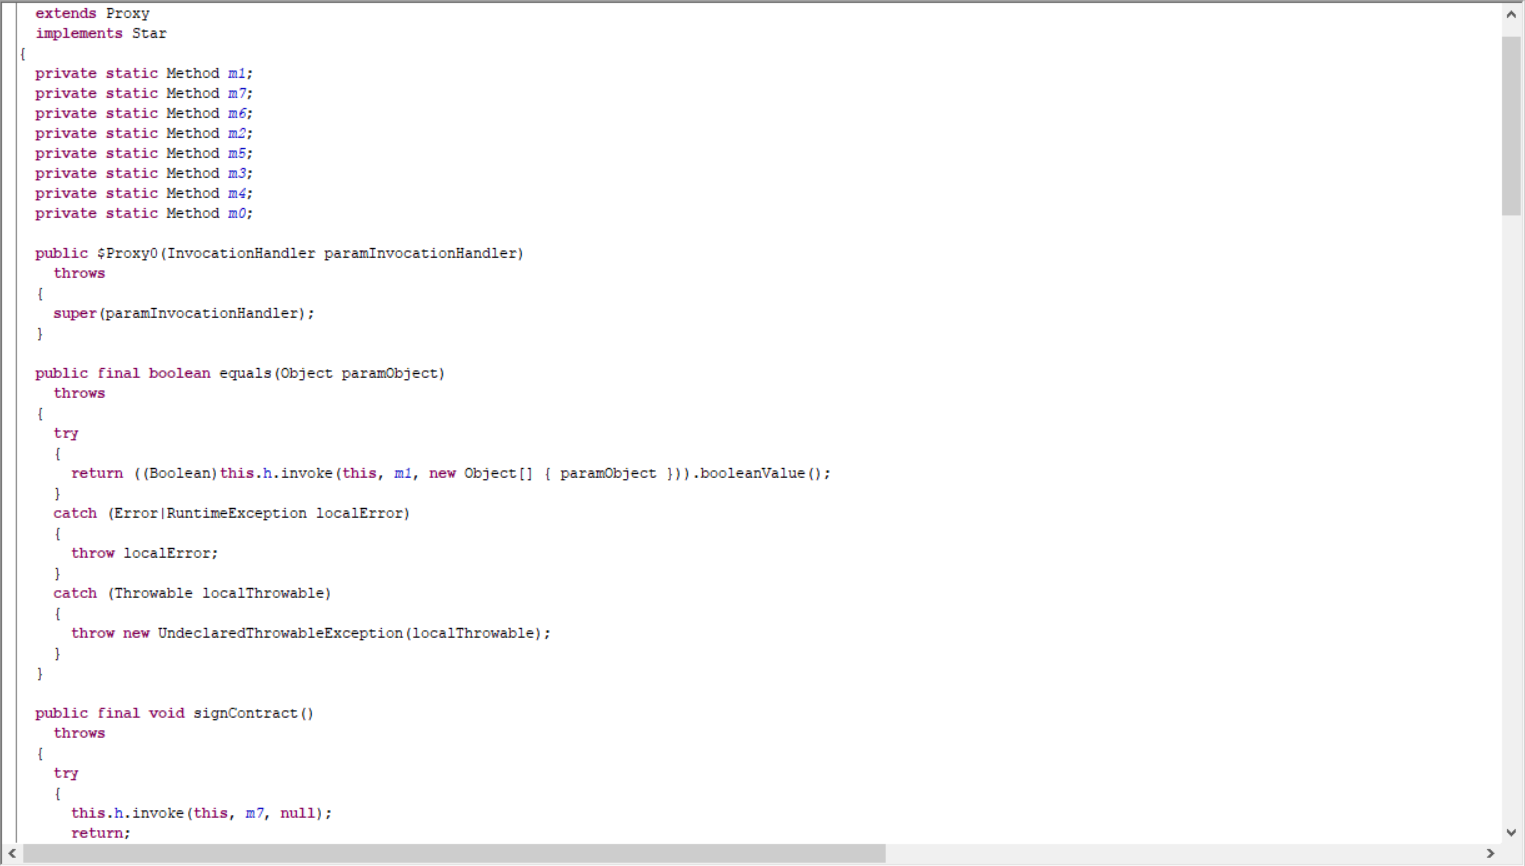 extends Proxy
implements Star
{
private static Method m1;
private static Method m7;
private static Method m6;
private static Method m2;
private static Method m5;
private static Method m3;
private static Method m4;
private static Method m0;
public $Proxy0(InvocationHandler paramInvocationHandler)
throws
{
super(paramInvocationHandler);
}
public final boolean equals(Object paramObject)
throws
{
try
{
return ((Boolean)this.h.invoke(this, m1, new Object[] { paramObject })).booleanValue();
}
catch (Error|RuntimeException localError)
{
throw localError;
}
catch (Throwable localThrowable)
{
throw new UndeclaredThrowableException(localThrowable);
}
}
public final void signContract()
throws
{
try
{
this.h.invoke(this, m7, null);
return;